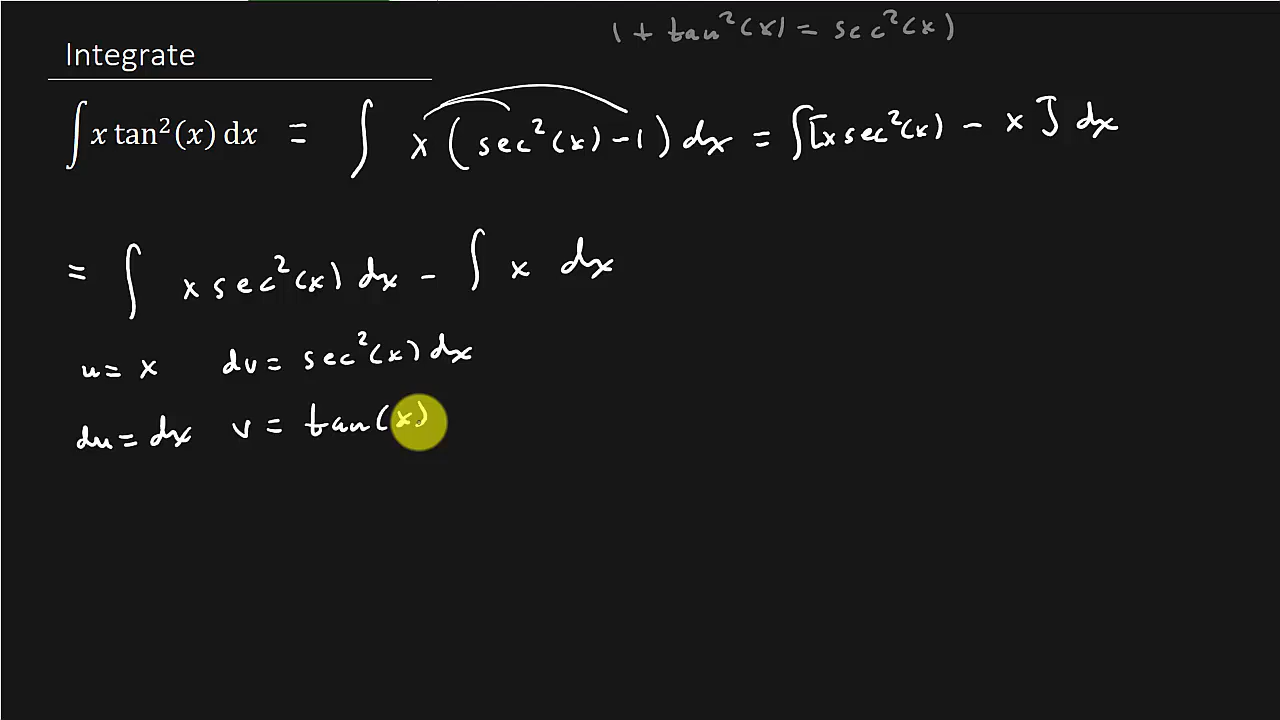 1 + tan²(x) = sec²(x)
Integrate
∫ x tan²(x) dx = ∫ x (sec²(x) - 1) dx = ∫[x sec²(x) - x] dx
= ∫ x sec²(x) dx - ∫ x dx
u = x dv = sec²(x) dx
du = dx v = tan(x)